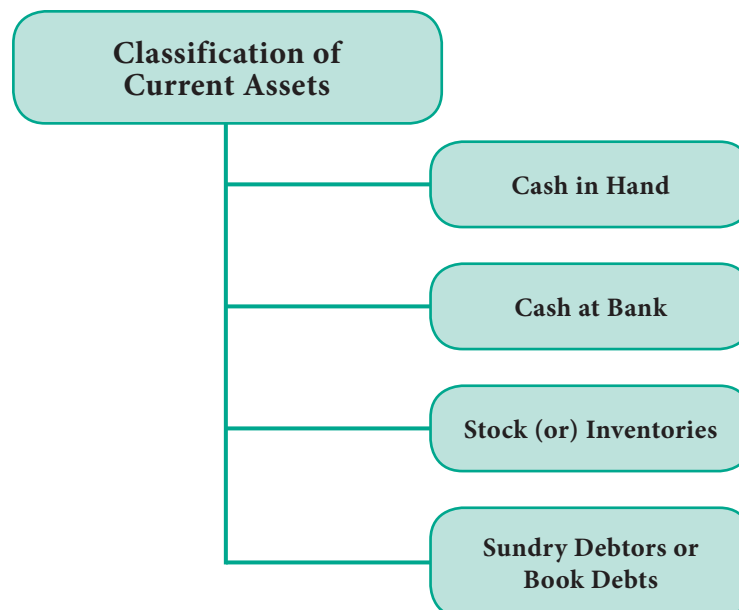 Classification of
Current Assets
Cash in Hand
Cash at Bank
Stock (or) Inventories
Sundry Debtors or
Book Debts